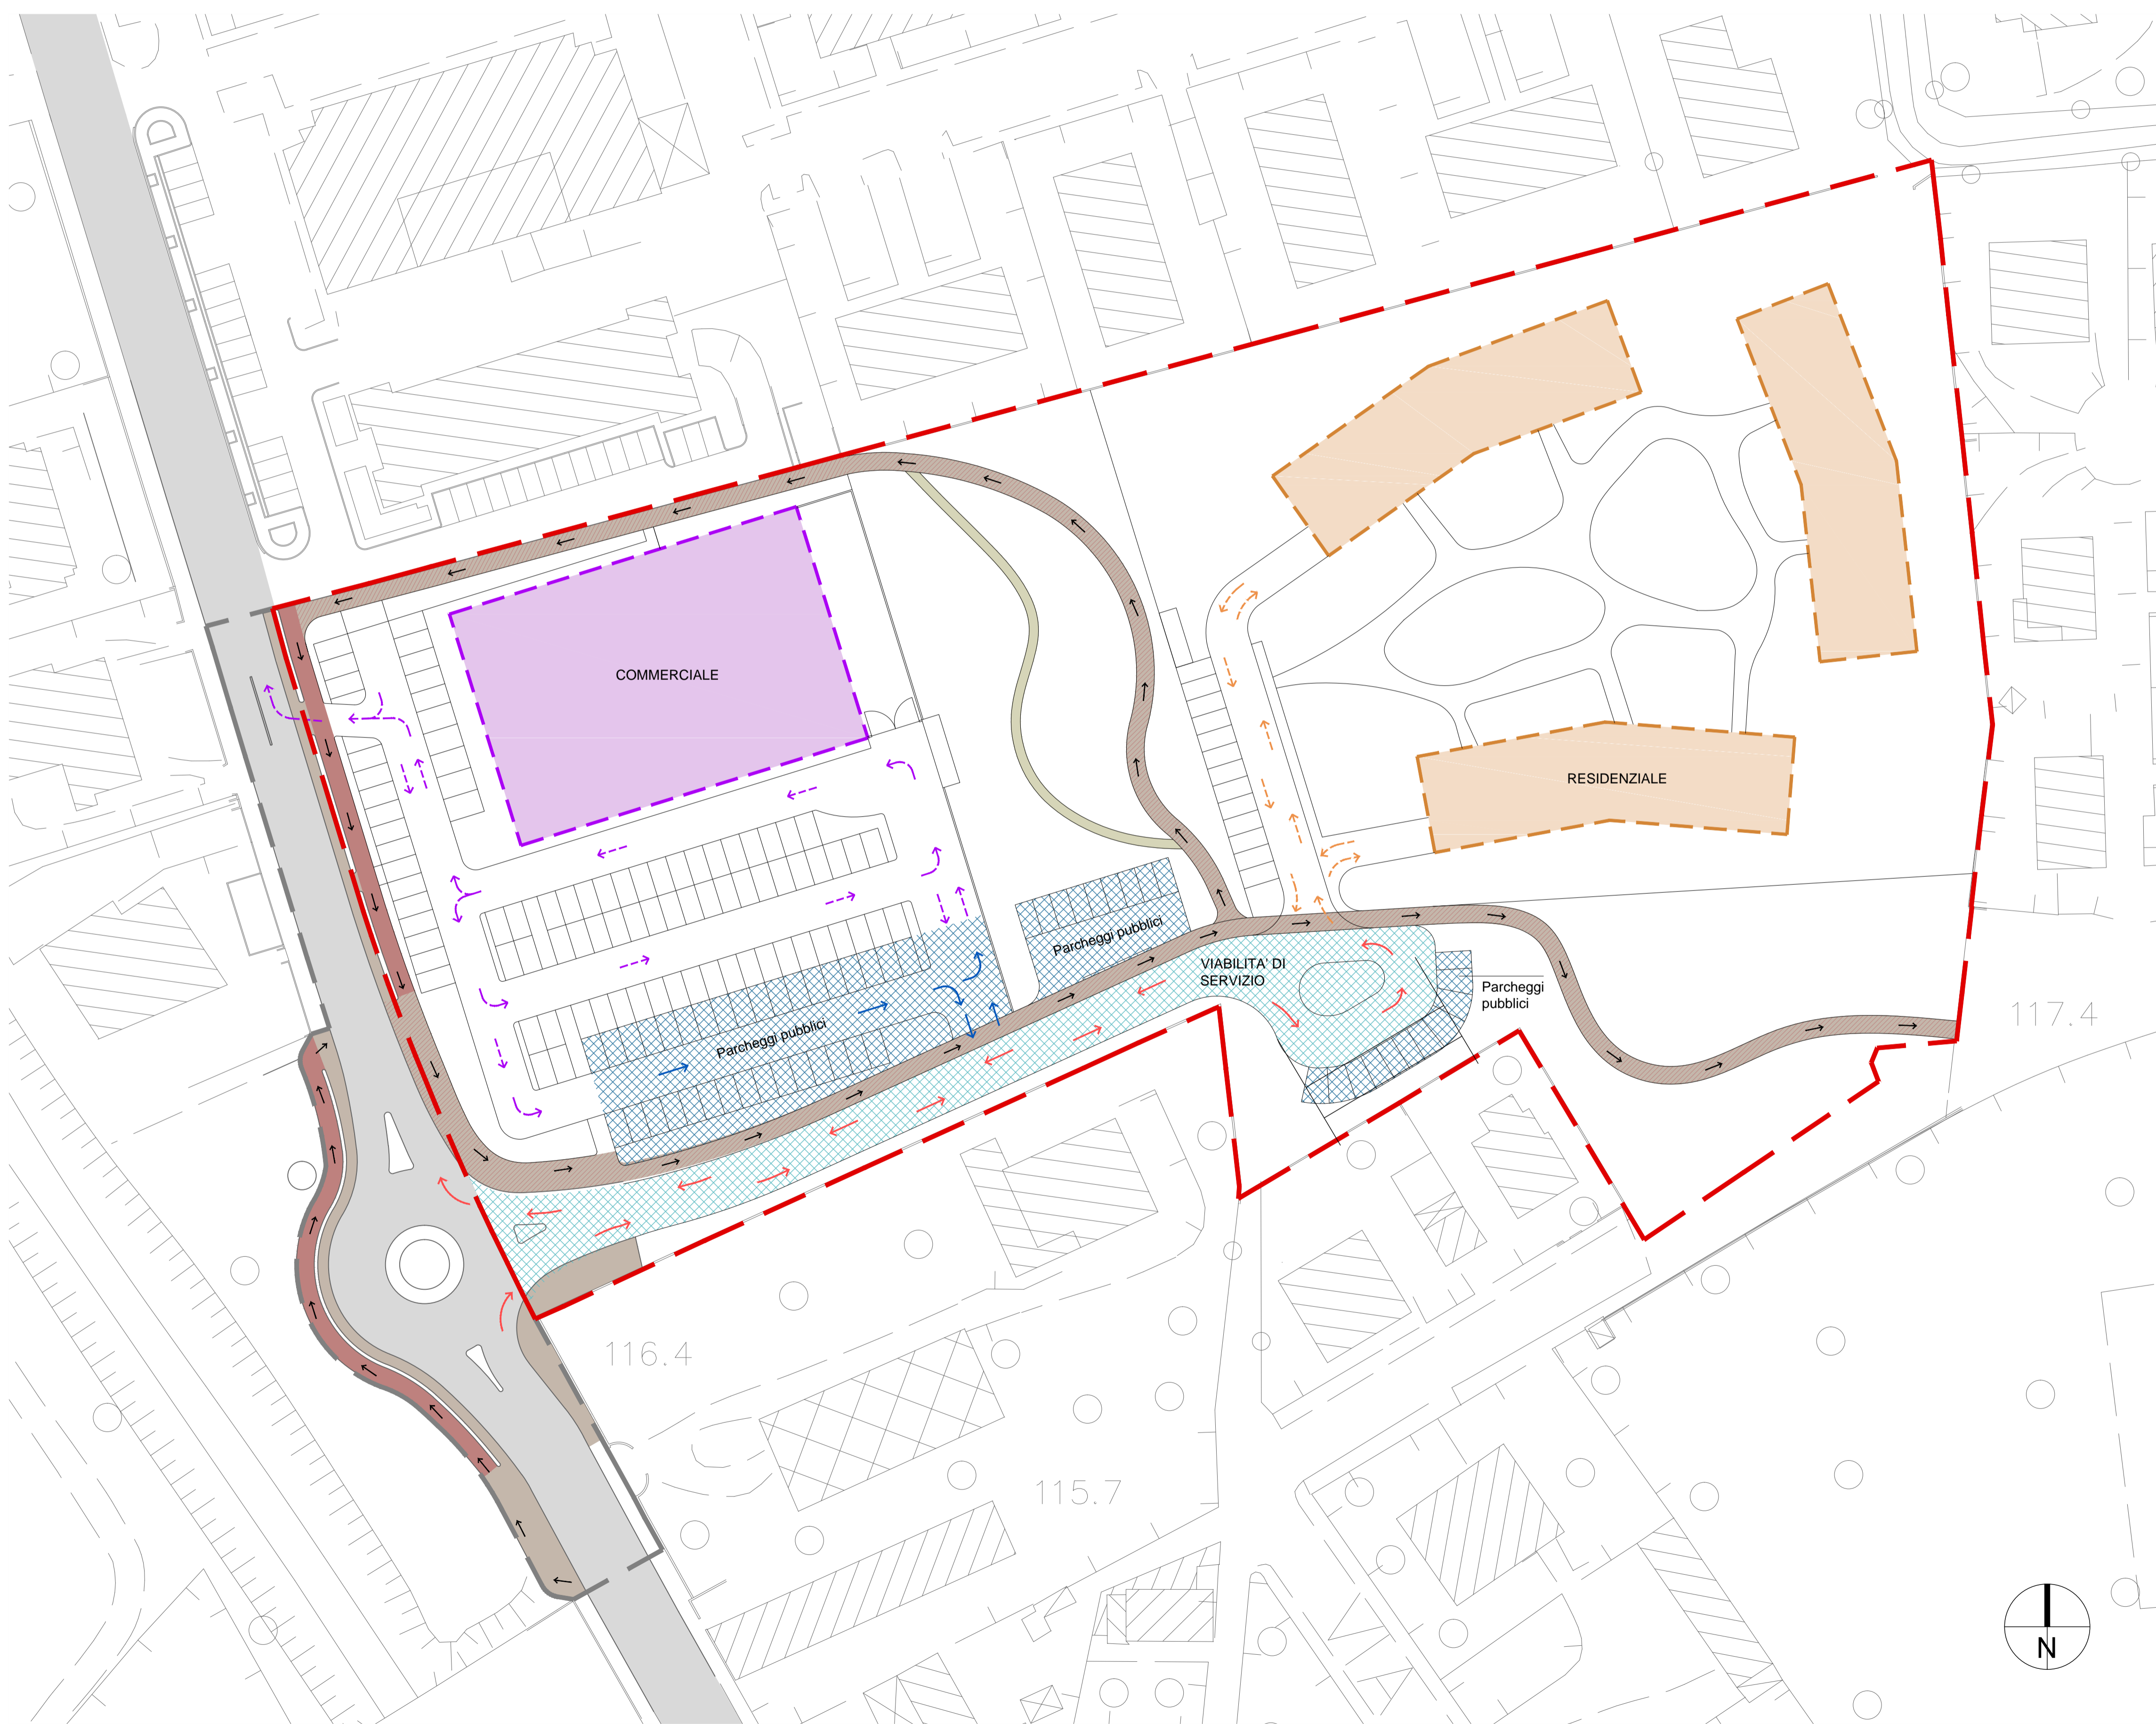 COMMERCIALE
RESIDENZIALE
Parcheggi pubblici
VIABILITA' DI
SERVIZIO
Parcheggi
pubblici
Parcheggi pubblici
117.4
116.4
115.7
N